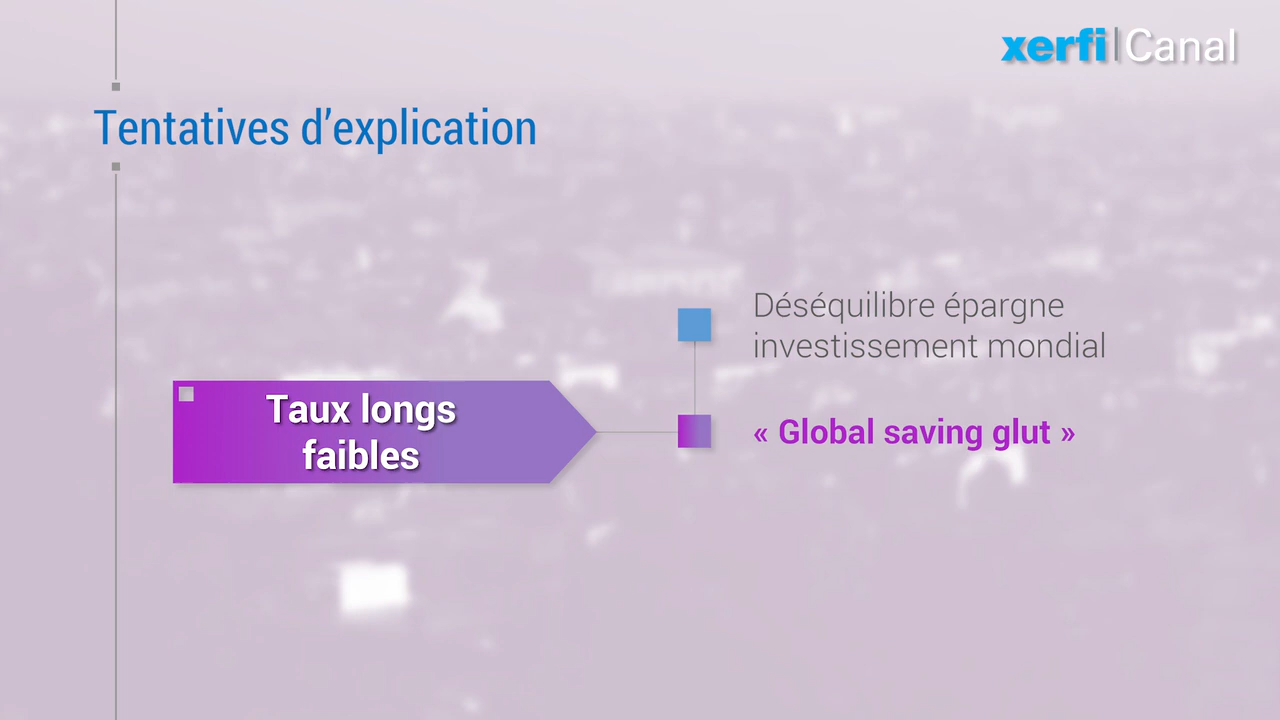 xerfi Canal
Tentatives d’explication
Déséquilibre épargne
investissement mondial
Taux longs
faibles
« Global saving glut »